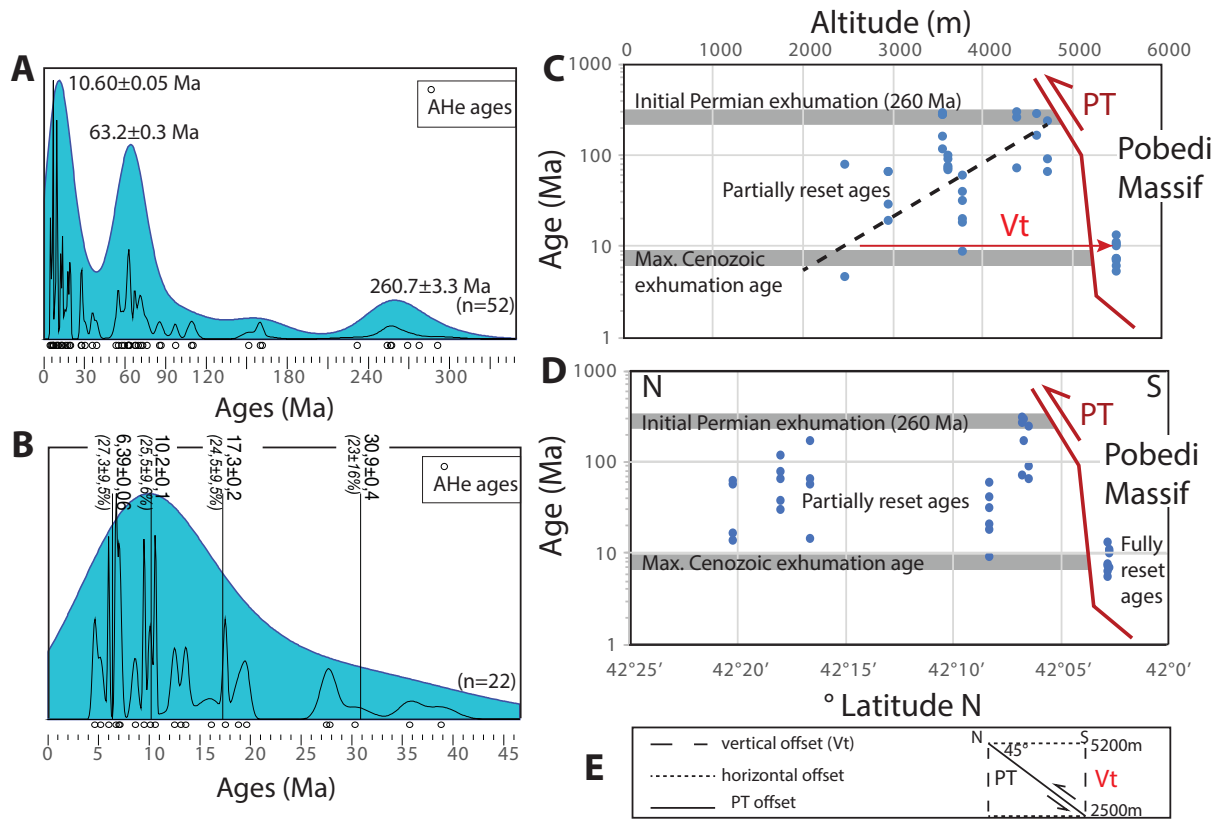 A
10.60±0.05 Ma
63.2±0.3 Ma
260.7±3.3 Ma
(n=52)
AHe ages
0 30 60 90 120 180 240 300
Ages (Ma)
B
6,39±0,06
(27,3±9,5%)
10,2±0,1
(25,5±9,6%)
17,3±0,2
(24,5±9,5%)
30,9±0,4
(23±16%)
AHe ages
(n=22)
0 5 10 15 20 25 30 35 40 45
Ages (Ma)
Altitude (m)
0 1000 2000 3000 4000 5000 6000
C
1000
100
10
1
Age (Ma)
Initial Permian exhumation (260 Ma)
PT
Pobedi
Massif
Partially reset ages
Vt
Max. Cenozoic
exhumation age
D
1000
100
10
1
Age (Ma)
N
S
Initial Permian exhumation (260 Ma)
PT
Pobedi
Massif
Partially reset ages
Max. Cenozoic exhumation age
Fully
reset
ages
42°25' 42°20' 42°15' 42°10' 42°05' 42°0'
° Latitude N
E
vertical offset (Vt)
horizontal offset
PT offset
N
S
45°
5200m
PT
Vt
2500m